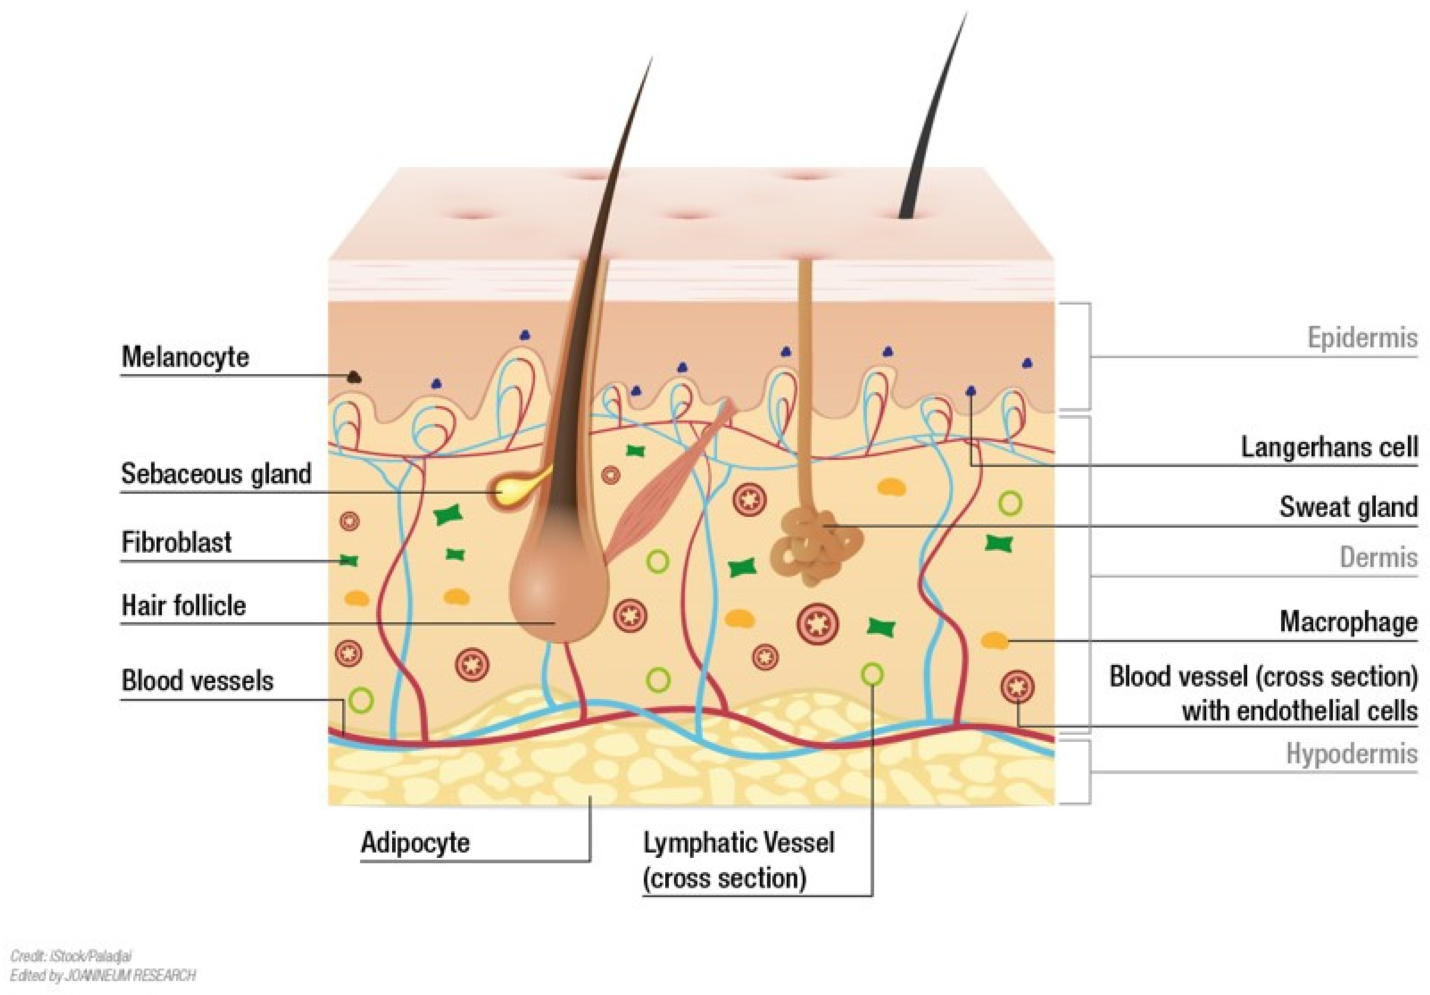 Melanocyte
Sebaceous gland
Fibroblast
Hair follicle
Blood vessels
Adipocyte
Lymphatic Vessel
(cross section)
Epidermis
Langerhans cell
Sweat gland
Dermis
Macrophage
Blood vessel (cross section)
with endothelial cells
Hypodermis
Credit: iStock/Paladjai
Edited by JOANNEUM RESEARCH